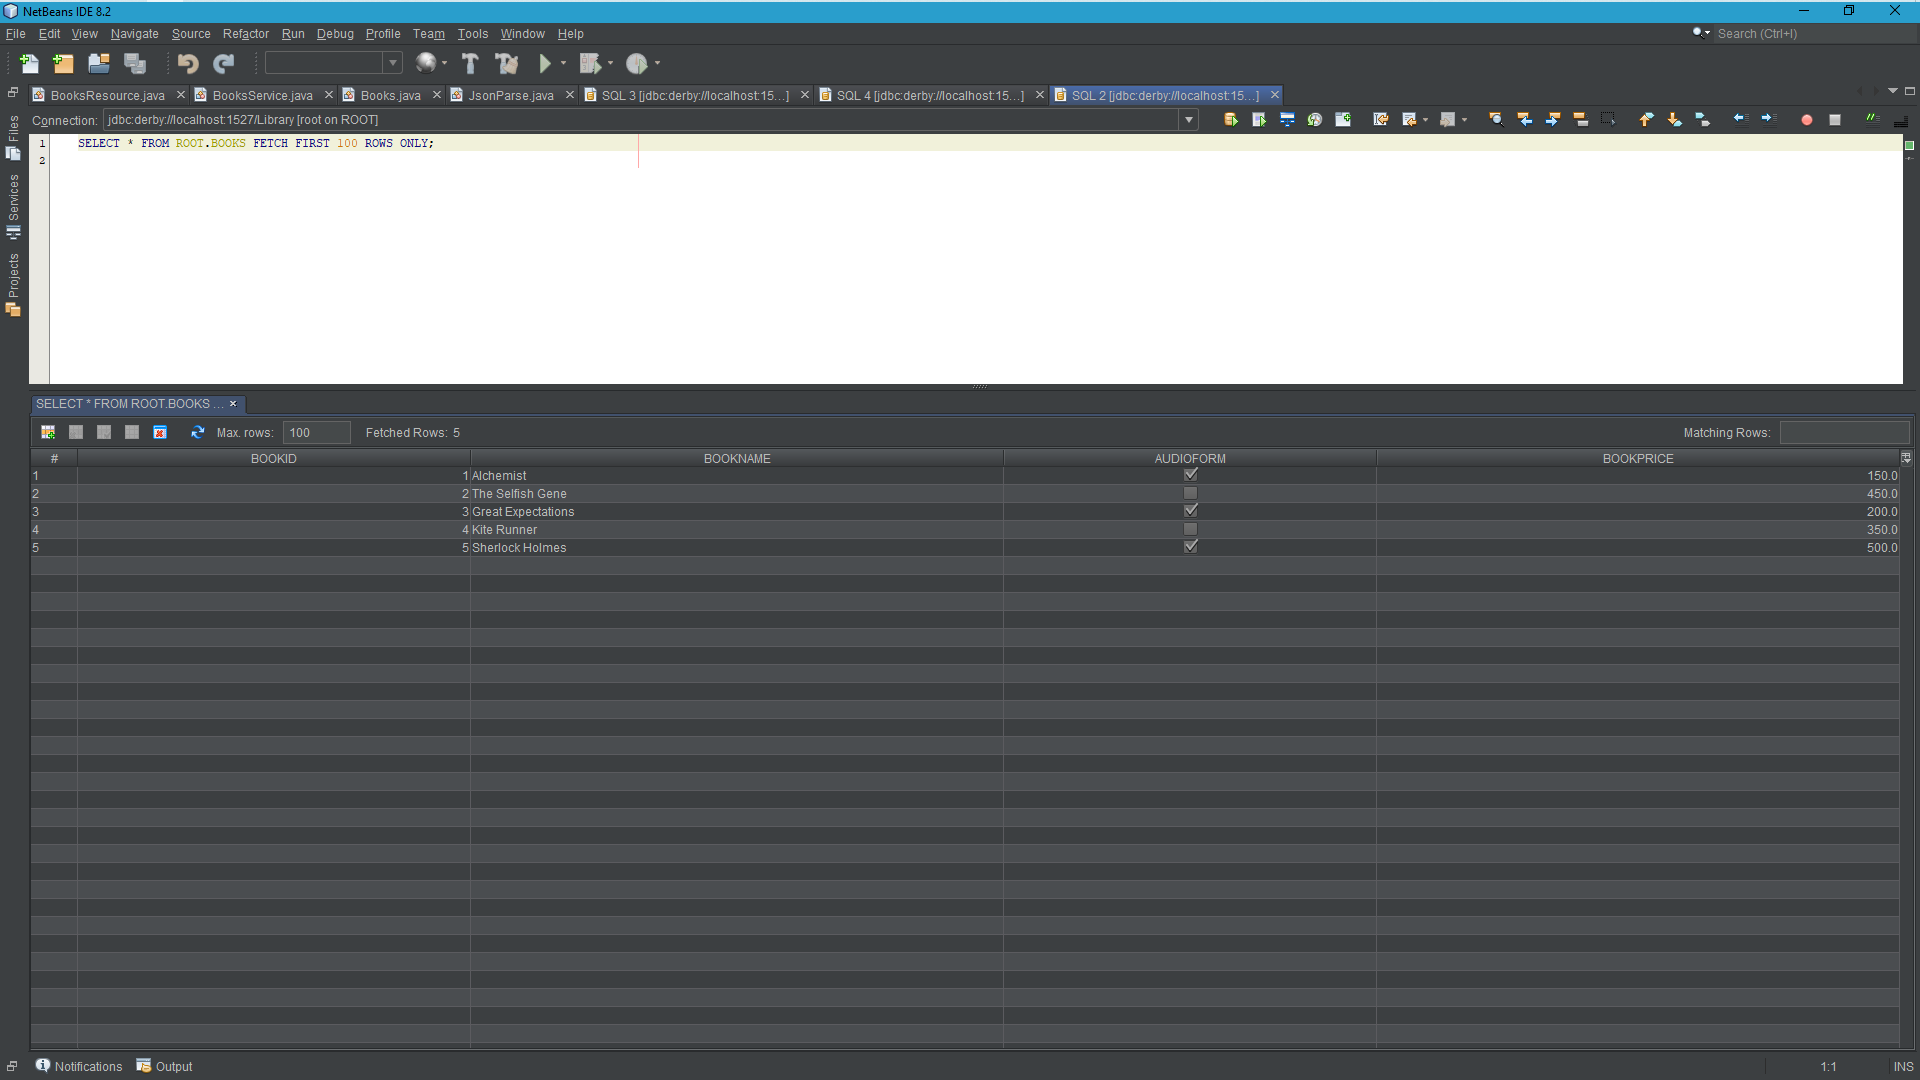 NetBeans IDE 8.2
File Edit View Navigate Source Refactor Run Debug Profile Team Tools Window Help
Search (Ctrl+I)
BooksResource.java BooksService.java Books.java JsonParse.java SQL 3 [jdbc:derby://localhost:15...] SQL 4 [jdbc:derby://localhost:15...] SQL 2 [jdbc:derby://localhost:15...]
Files
Services
Projects
Connection: jdbc:derby://localhost:1527/Library [root on ROOT]
1 SELECT * FROM ROOT.BOOKS FETCH FIRST 100 ROWS ONLY;
2
SELECT * FROM ROOT.BOOKS ...
Max. rows: 100 Fetched Rows: 5 Matching Rows:
# BOOKID BOOKNAME AUDIOFORM BOOKPRICE
1 1 Alchemist 150.0
2 2 The Selfish Gene 450.0
3 3 Great Expectations 200.0
4 4 Kite Runner 350.0
5 5 Sherlock Holmes 500.0
Notifications Output 1:1 INS